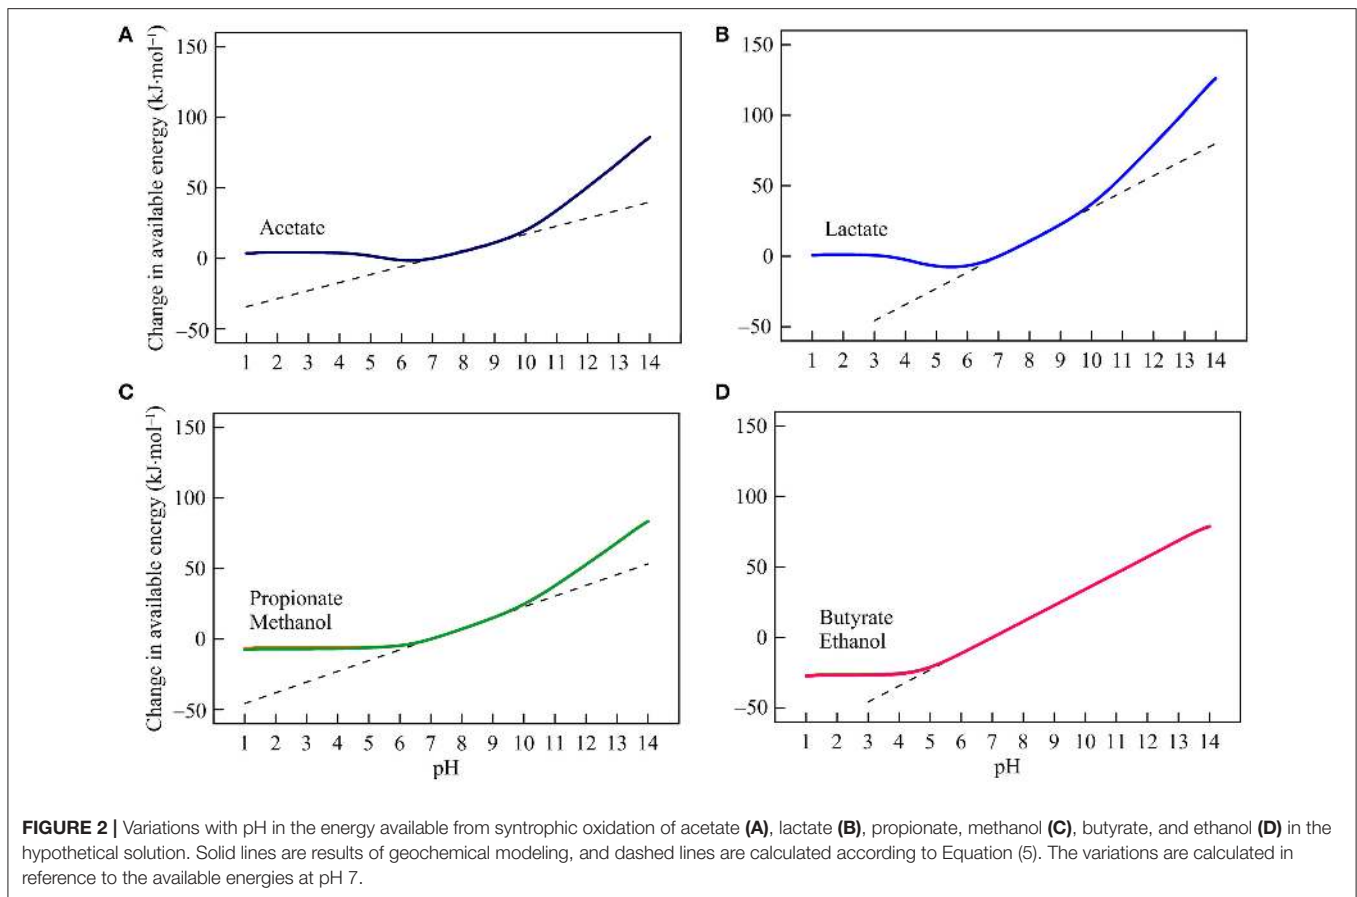 A
Change in available energy (kJ·mol⁻¹)
150
100
50
0
–50
Acetate
1 2 3 4 5 6 7 8 9 10 11 12 13 14
B
150
100
50
0
–50
Lactate
1 2 3 4 5 6 7 8 9 10 11 12 13 14
C
Change in available energy (kJ·mol⁻¹)
150
100
50
0
–50
Propionate
Methanol
1 2 3 4 5 6 7 8 9 10 11 12 13 14
pH
D
150
100
50
0
–50
Butyrate
Ethanol
1 2 3 4 5 6 7 8 9 10 11 12 13 14
pH
FIGURE 2 | Variations with pH in the energy available from syntrophic oxidation of acetate (A), lactate (B), propionate, methanol (C), butyrate, and ethanol (D) in the
hypothetical solution. Solid lines are results of geochemical modeling, and dashed lines are calculated according to Equation (5). The variations are calculated in
reference to the available energies at pH 7.